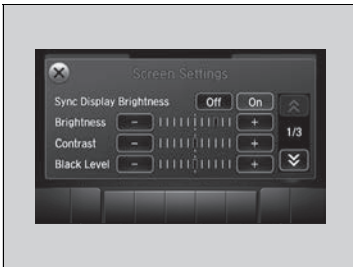 Screen Settings
Sync Display Brightness Off On
Brightness - +
1/3
Contrast - +
Black Level - +